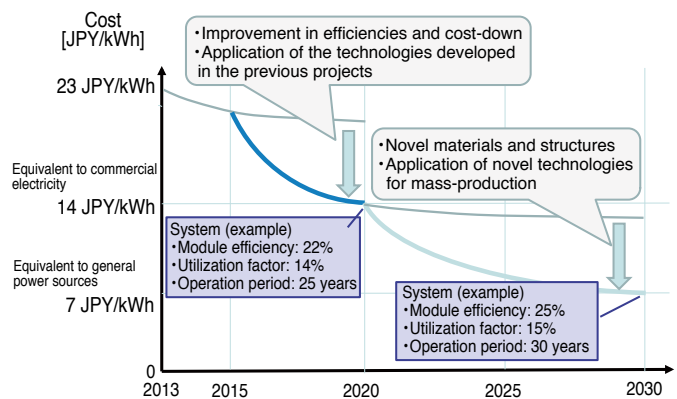 Cost
[JPY/kWh]
・Improvement in efficiencies and cost-down
・Application of the technologies developed
in the previous projects
23 JPY/kWh
・Novel materials and structures
・Application of novel technologies
for mass-production
Equivalent to commercial
electricity
14 JPY/kWh
System (example)
・Module efficiency: 22%
・Utilization factor: 14%
・Operation period: 25 years
Equivalent to general
power sources
7 JPY/kWh
System (example)
・Module efficiency: 25%
・Utilization factor: 15%
・Operation period: 30 years
0
2013 2015 2020 2025 2030